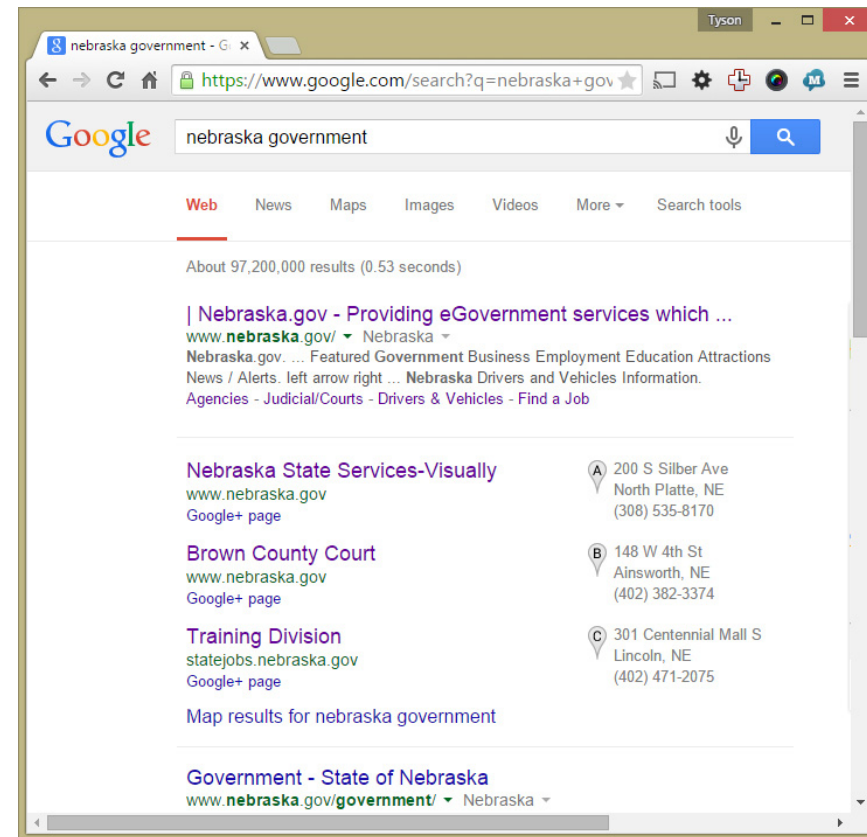 Tyson
nebraska government - G
https://www.google.com/search?q=nebraska+gov
Google
nebraska government
Web News Maps Images Videos More Search tools
About 97,200,000 results (0.53 seconds)
| Nebraska.gov - Providing eGovernment services which ...
www.nebraska.gov/ Nebraska
Nebraska.gov. ... Featured Government Business Employment Education Attractions
News / Alerts. left arrow right ... Nebraska Drivers and Vehicles Information.
Agencies - Judicial/Courts - Drivers & Vehicles - Find a Job
Nebraska State Services-Visually
www.nebraska.gov
Google+ page
A 200 S Silber Ave
North Platte, NE
(308) 535-8170
Brown County Court
www.nebraska.gov
Google+ page
B 148 W 4th St
Ainsworth, NE
(402) 382-3374
Training Division
statejobs.nebraska.gov
Google+ page
C 301 Centennial Mall S
Lincoln, NE
(402) 471-2075
Map results for nebraska government
Government - State of Nebraska
www.nebraska.gov/government/ Nebraska